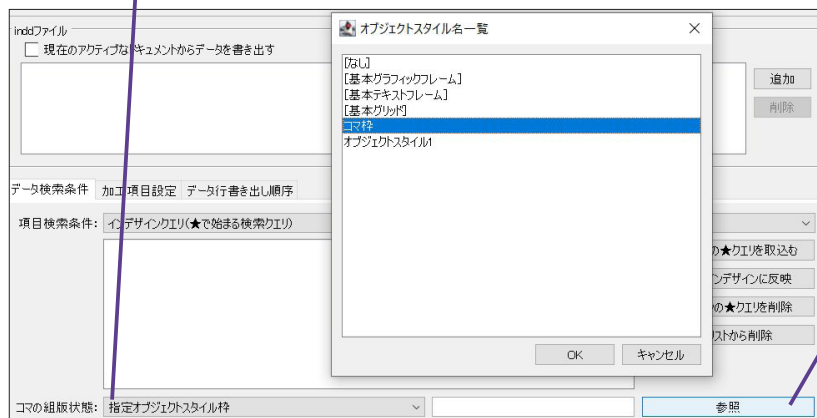 inddファイル
現在のアクティブなドキュメントからデータを書き出す
追加
削除
オブジェクトスタイル名一覧
[なし]
[基本グラフィックフレーム]
[基本テキストフレーム]
[基本グリッド]
コマ枠
オブジェクトスタイル1
OK
キャンセル
データ検索条件
加工項目設定
データ行書き出し順序
項目検索条件:
インデザインクエリ(★で始まる検索クエリ)
の★クエリを取込む
ンデザインに反映
の★クエリを削除
リストから削除
コマの組版状態:
指定オブジェクトスタイル枠
参照